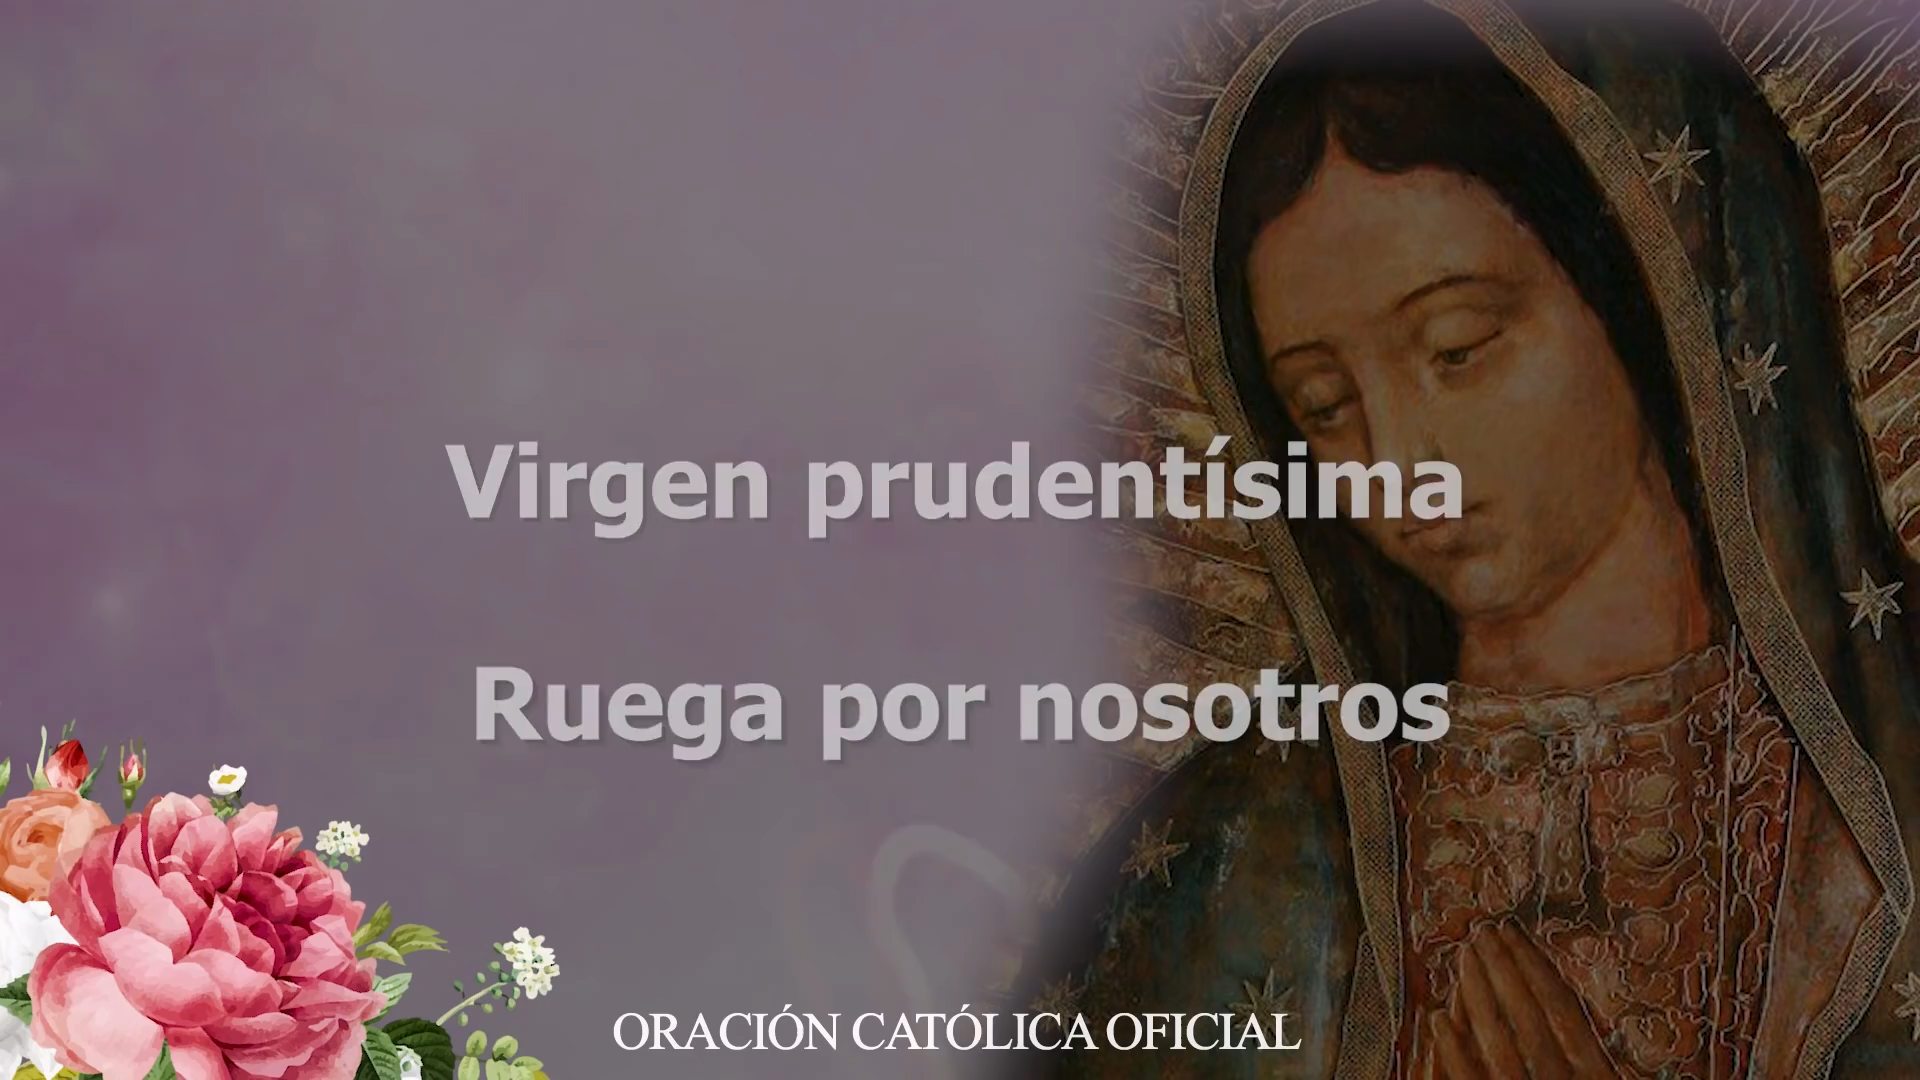 Virgen prudentísima
Ruega por nosotros
ORACIÓN CATÓLICA OFICIAL